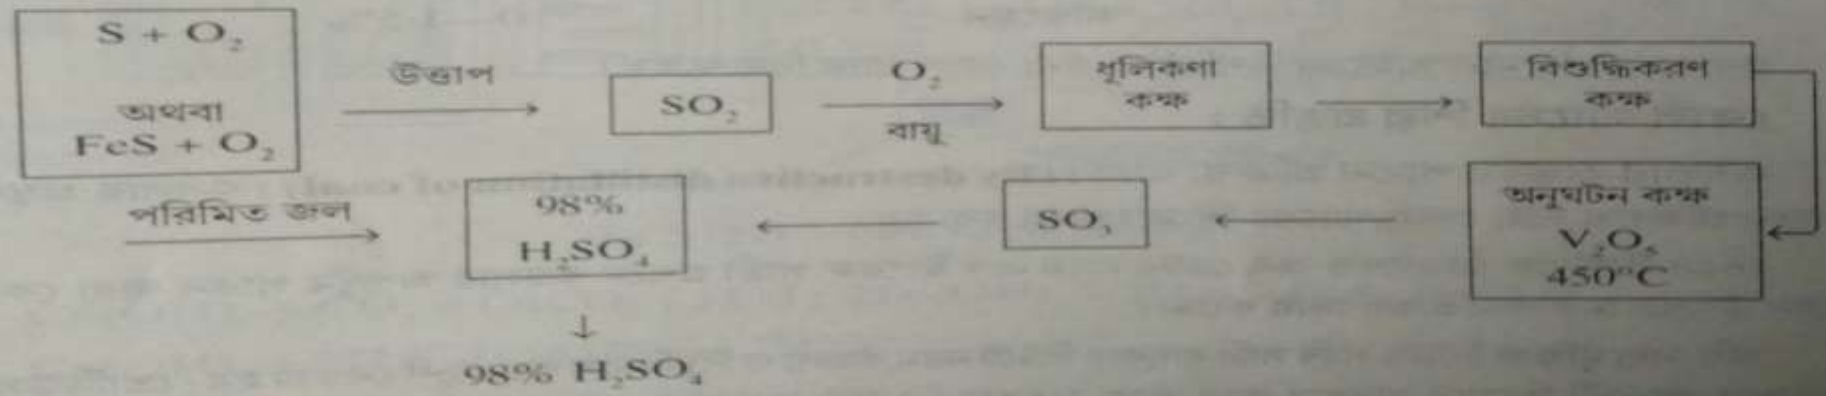 S + O₂
অথবা
FeS + O₂
উত্তাপ
SO₂
O₂
বায়ু
ধূলিকণা
কক্ষ
বিশুদ্ধিকরণ
কক্ষ
অনুঘটন কক্ষ
V₂O₅
450°C
SO₃
98%
H₂SO₄
পরিমিত জল
↓
98% H₂SO₄